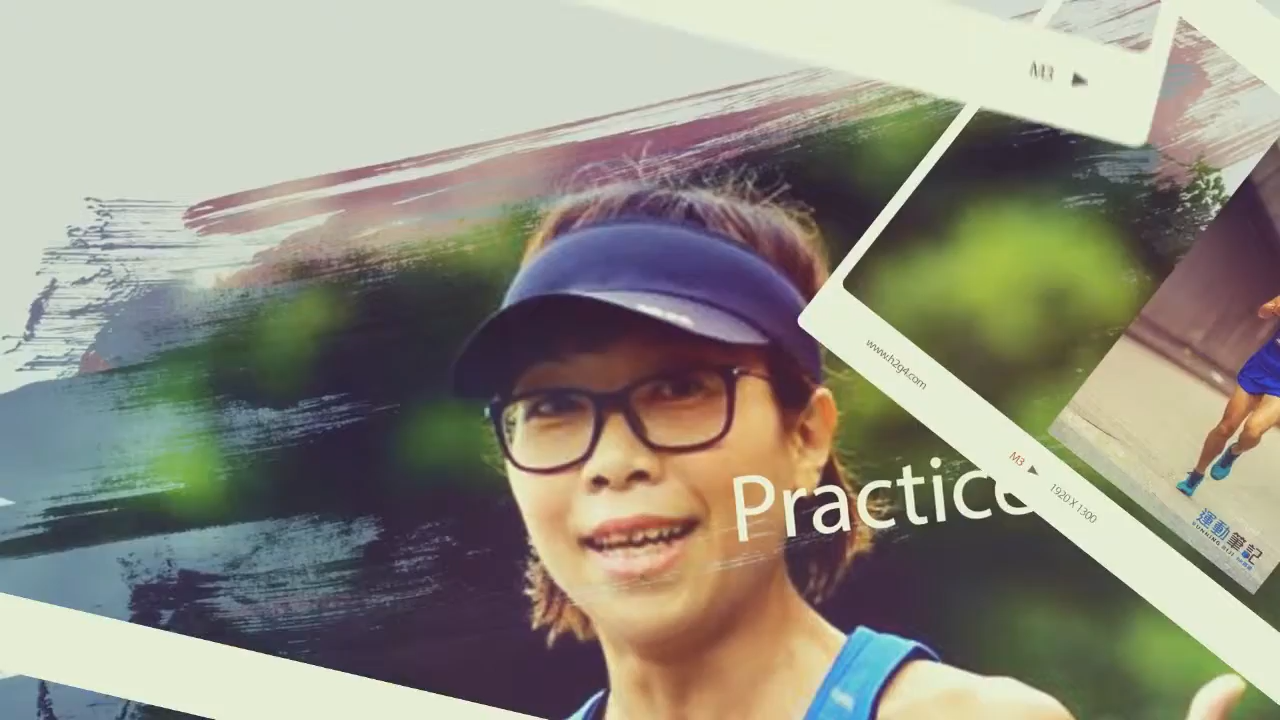 M3
www.h2g4.com
Practice
M3
1920 X 1300
運動筆記